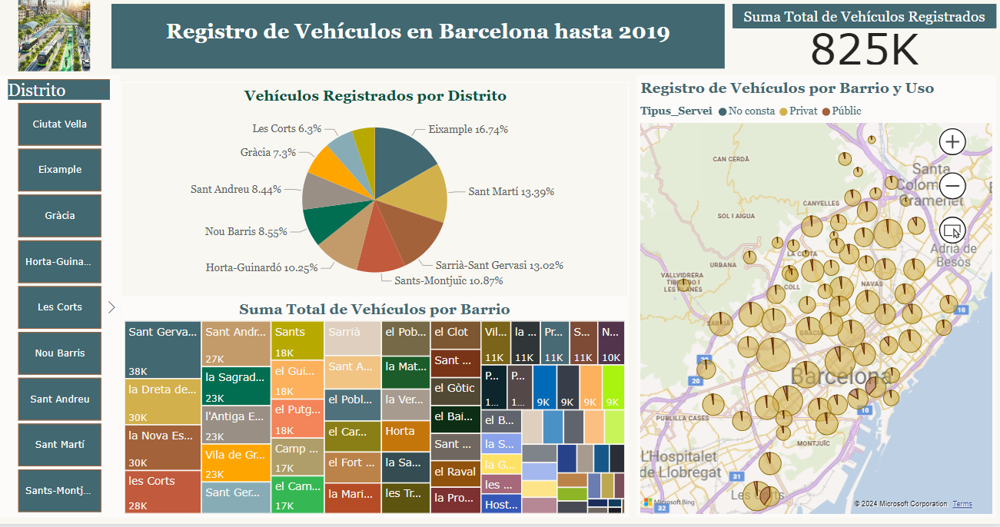 Registro de Vehículos en Barcelona hasta 2019
Suma Total de Vehículos Registrados
825K
Distrito
Ciutat Vella
Eixample
Gràcia
Horta-Guina...
Les Corts
Nou Barris
Sant Andreu
Sant Martí
Sants-Montj...
Vehículos Registrados por Distrito
Eixample 16.74%
Sant Martí 13.39%
Sarrià-Sant Gervasi 13.02%
Sants-Montjuïc 10.87%
Horta-Guinardó 10.25%
Nou Barris 8.55%
Sant Andreu 8.44%
Gràcia 7.3%
Les Corts 6.3%
Suma Total de Vehículos por Barrio
Sant Gerva...
38K
la Dreta de...
30K
la Nova Es...
30K
les Corts
28K
Sant Andr...
27K
la Sagrad...
23K
l'Antiga E...
23K
Vila de Gr...
23K
Sant Ger...
Sants
18K
el Gui...
18K
el Putg...
18K
Camp ...
17K
el Cam...
17K
Sarrià
Sant A...
el Pobl...
el Car...
el Fort ...
la Mari...
el Pob...
la Mat...
la Ver...
Horta
la Sa...
les Tr...
el Clot
Sant ...
el Gòtic
el Bai...
Sant ...
el Raval
la Pro...
Vil...
11K
la ...
11K
Pr...
11K
S...
11K
N...
10K
P...
1...
P...
1...
9K
9K
9K
9K
el B...
la S...
la G...
les ...
Host...
Registro de Vehículos por Barrio y Uso
Tipus_Servei No consta Privat Públic
CAN CERDÀ
Santa
Colom
Gramenet
CANYELLES
SOL I AIGUA
Adrià de
Besòs
LA CLOTA
URBANA
VALLVIDRERA
TIBIDABO I
LES PLANES
COLL
NAVAS
10
SARRIÀ
GRÀCIA
20
20
Barcelona
10
PUBILLA CASES
MONTJUÏC
L'Hospitalet
de Llobregat
31
Les Corts
32
Microsoft Bing
© 2024 Microsoft Corporation Terms